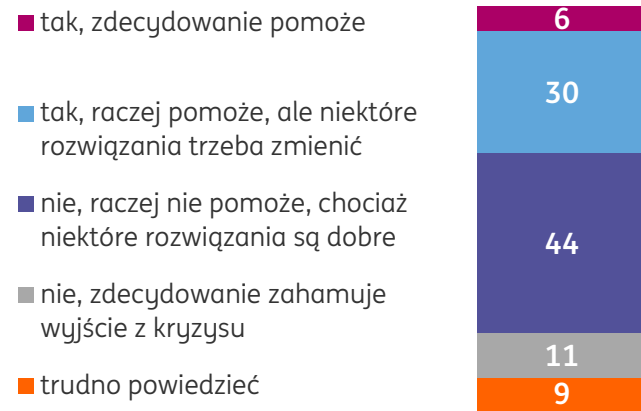 tak, zdecydowanie pomoże
6
tak, raczej pomoże, ale niektóre
rozwiązania trzeba zmienić
30
nie, raczej nie pomoże, chociaż
niektóre rozwiązania są dobre
44
nie, zdecydowanie zahamuje
wyjście z kryzysu
11
trudno powiedzieć
9